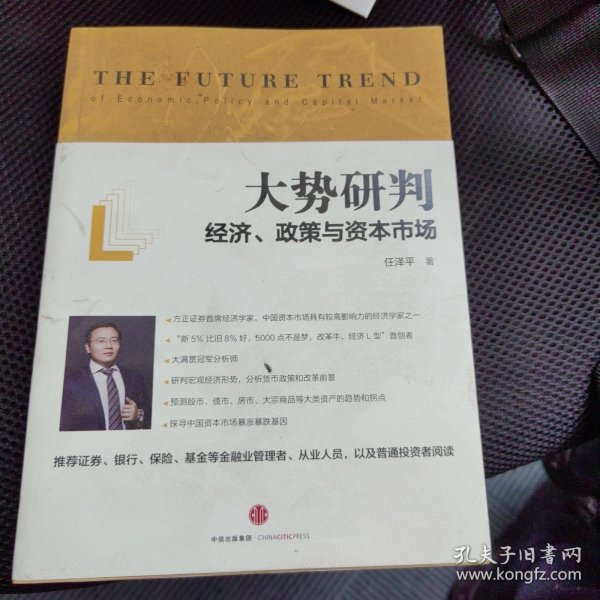 THE FUTURE TREND
of Economic, Policy and Capital Market
大势研判
经济、政策与资本市场
任泽平 著
方正证券首席经济学家，中国资本市场具有较高影响力的经济学家之一
“新5%比旧8%好，5000点不是梦，改革牛，经济L型”首创者
大满贯冠军分析师
研判宏观经济形势，分析货币政策和改革前景
预测股市、债市、房市、大宗商品等大类资产的趋势和拐点
探寻中国资本市场暴涨暴跌基因
推荐证券、银行、保险、基金等金融业管理者、从业人员，以及普通投资者阅读
中信出版集团·CHINACITICPRESS
孔夫子旧书网
www.kongfz.com